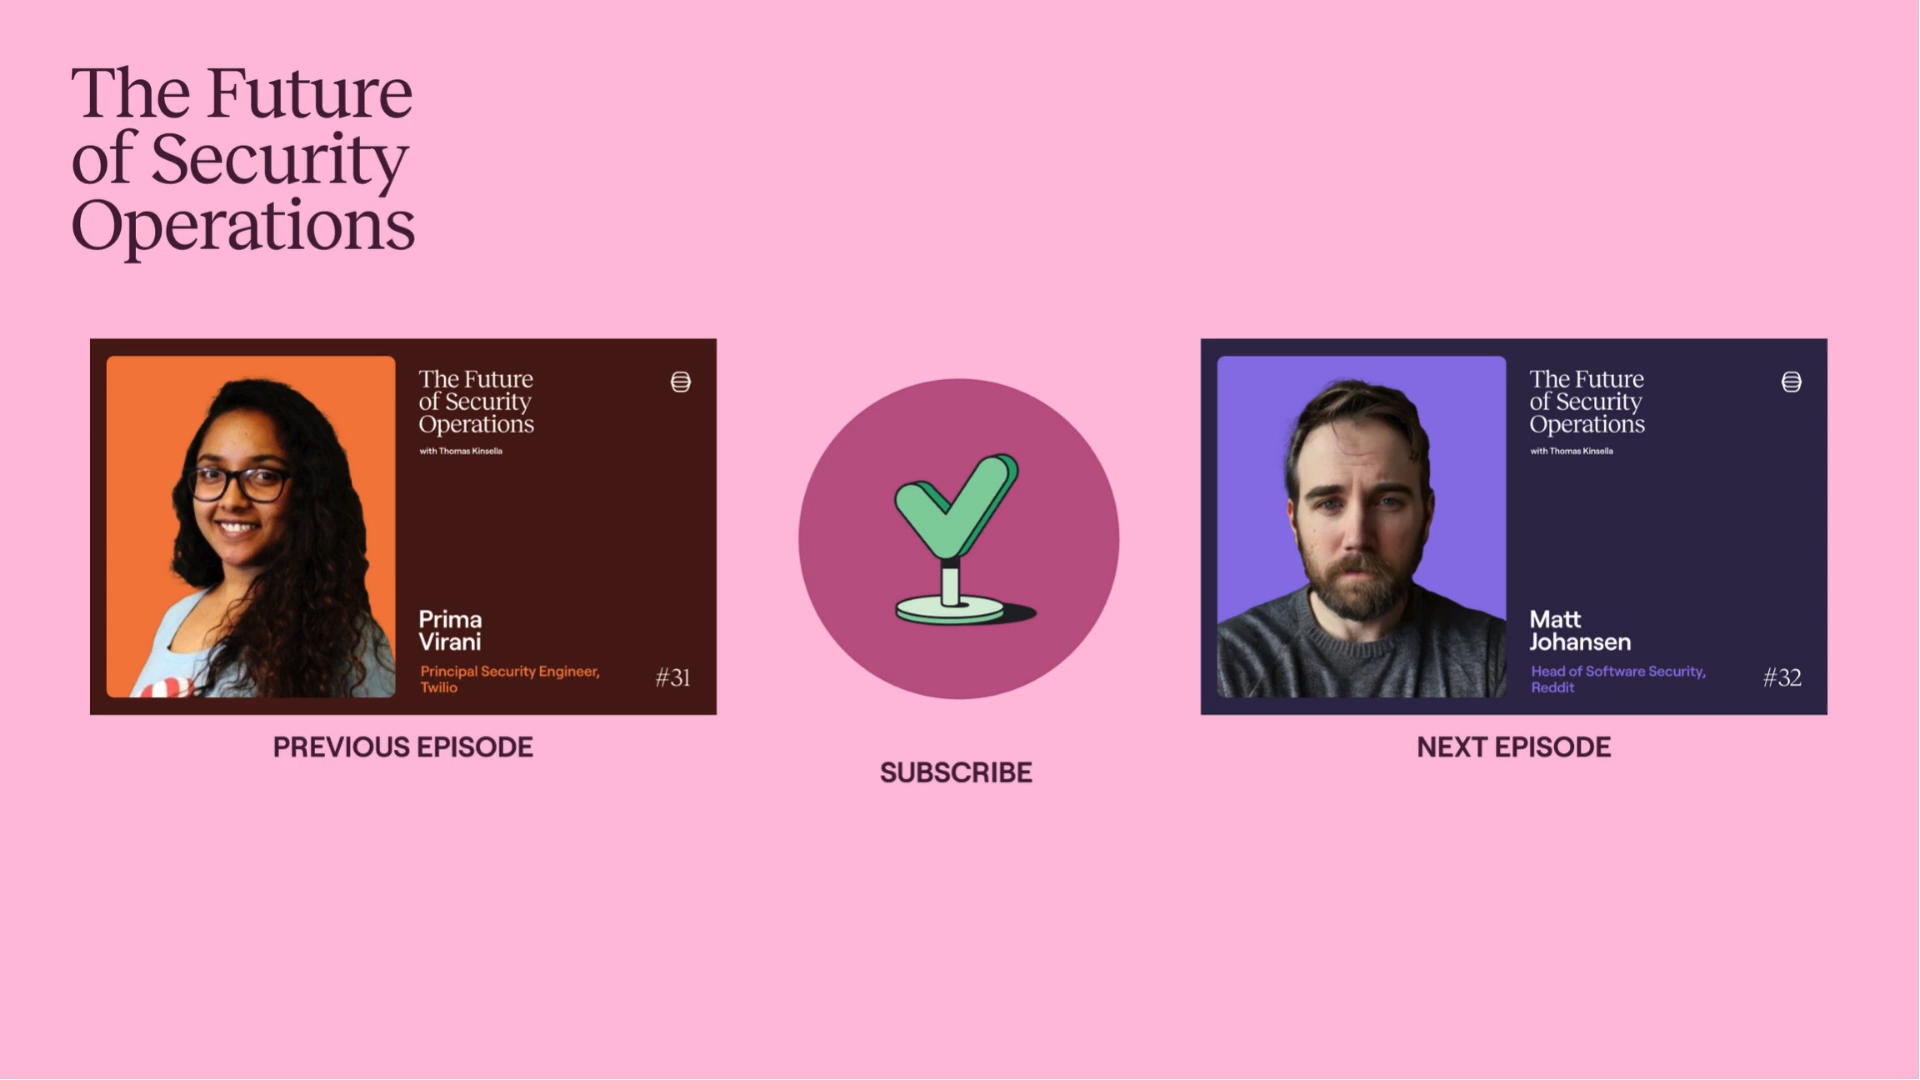 The Future
of Security
Operations
The Future
of Security
Operations
with Thomas Kinsella
Prima
Virani
Principal Security Engineer,
Twilio
#31
PREVIOUS EPISODE
SUBSCRIBE
The Future
of Security
Operations
with Thomas Kinsella
Matt
Johansen
Head of Software Security,
Reddit
#32
NEXT EPISODE